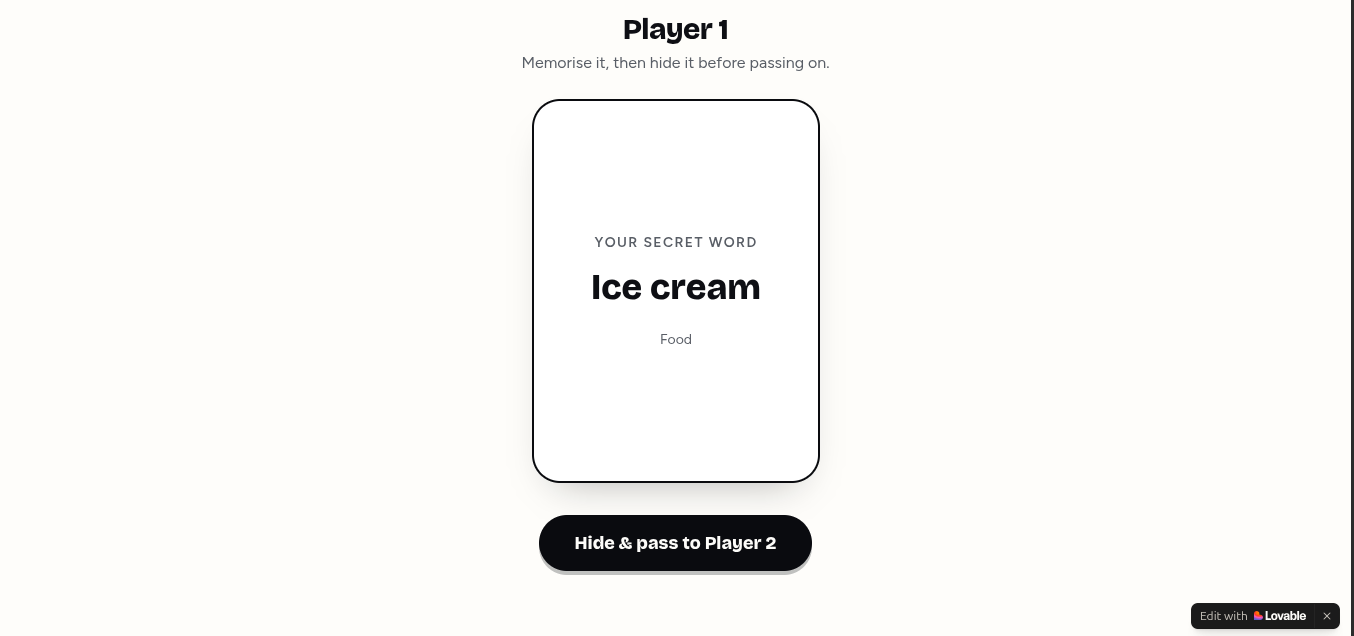 Player 1
Memorise it, then hide it before passing on.
YOUR SECRET WORD
Ice cream
Food
Hide & pass to Player 2
Edit with Lovable ×